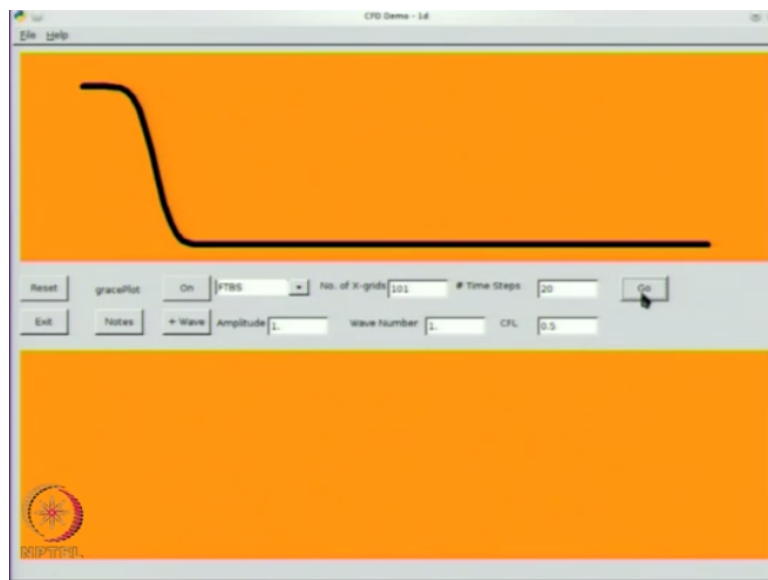 CFD Demo - 1d
File Help
Reset gracePlot On FTBS No. of X-grids 101 # Time Steps 20 Go
Exit Notes + Wave Amplitude 1. Wave Number 1. CFL 0.5
NPTEL